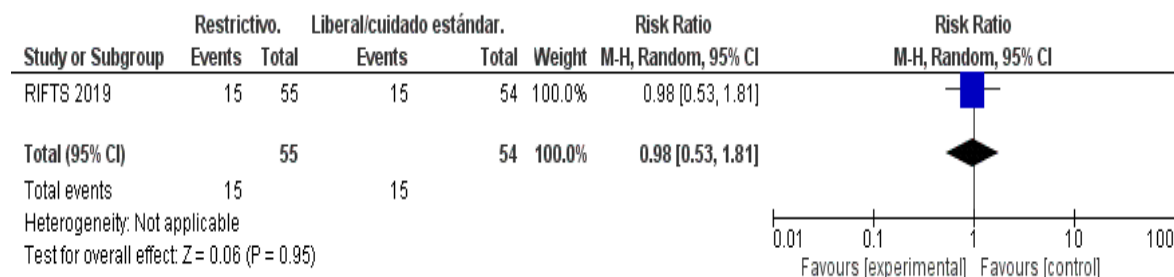 Restrictivo. Liberal/cuidado estándar. Risk Ratio Risk Ratio
Study or Subgroup Events Total Events Total Weight M-H, Random, 95% CI M-H, Random, 95% CI
RIFTS 2019 15 55 15 54 100.0% 0.98 [0.53, 1.81]
Total (95% CI) 55 54 100.0% 0.98 [0.53, 1.81]
Total events 15 15
Heterogeneity: Not applicable
Test for overall effect: Z = 0.06 (P = 0.95)
0.01 0.1 1 10 100
Favours [experimental] Favours [control]